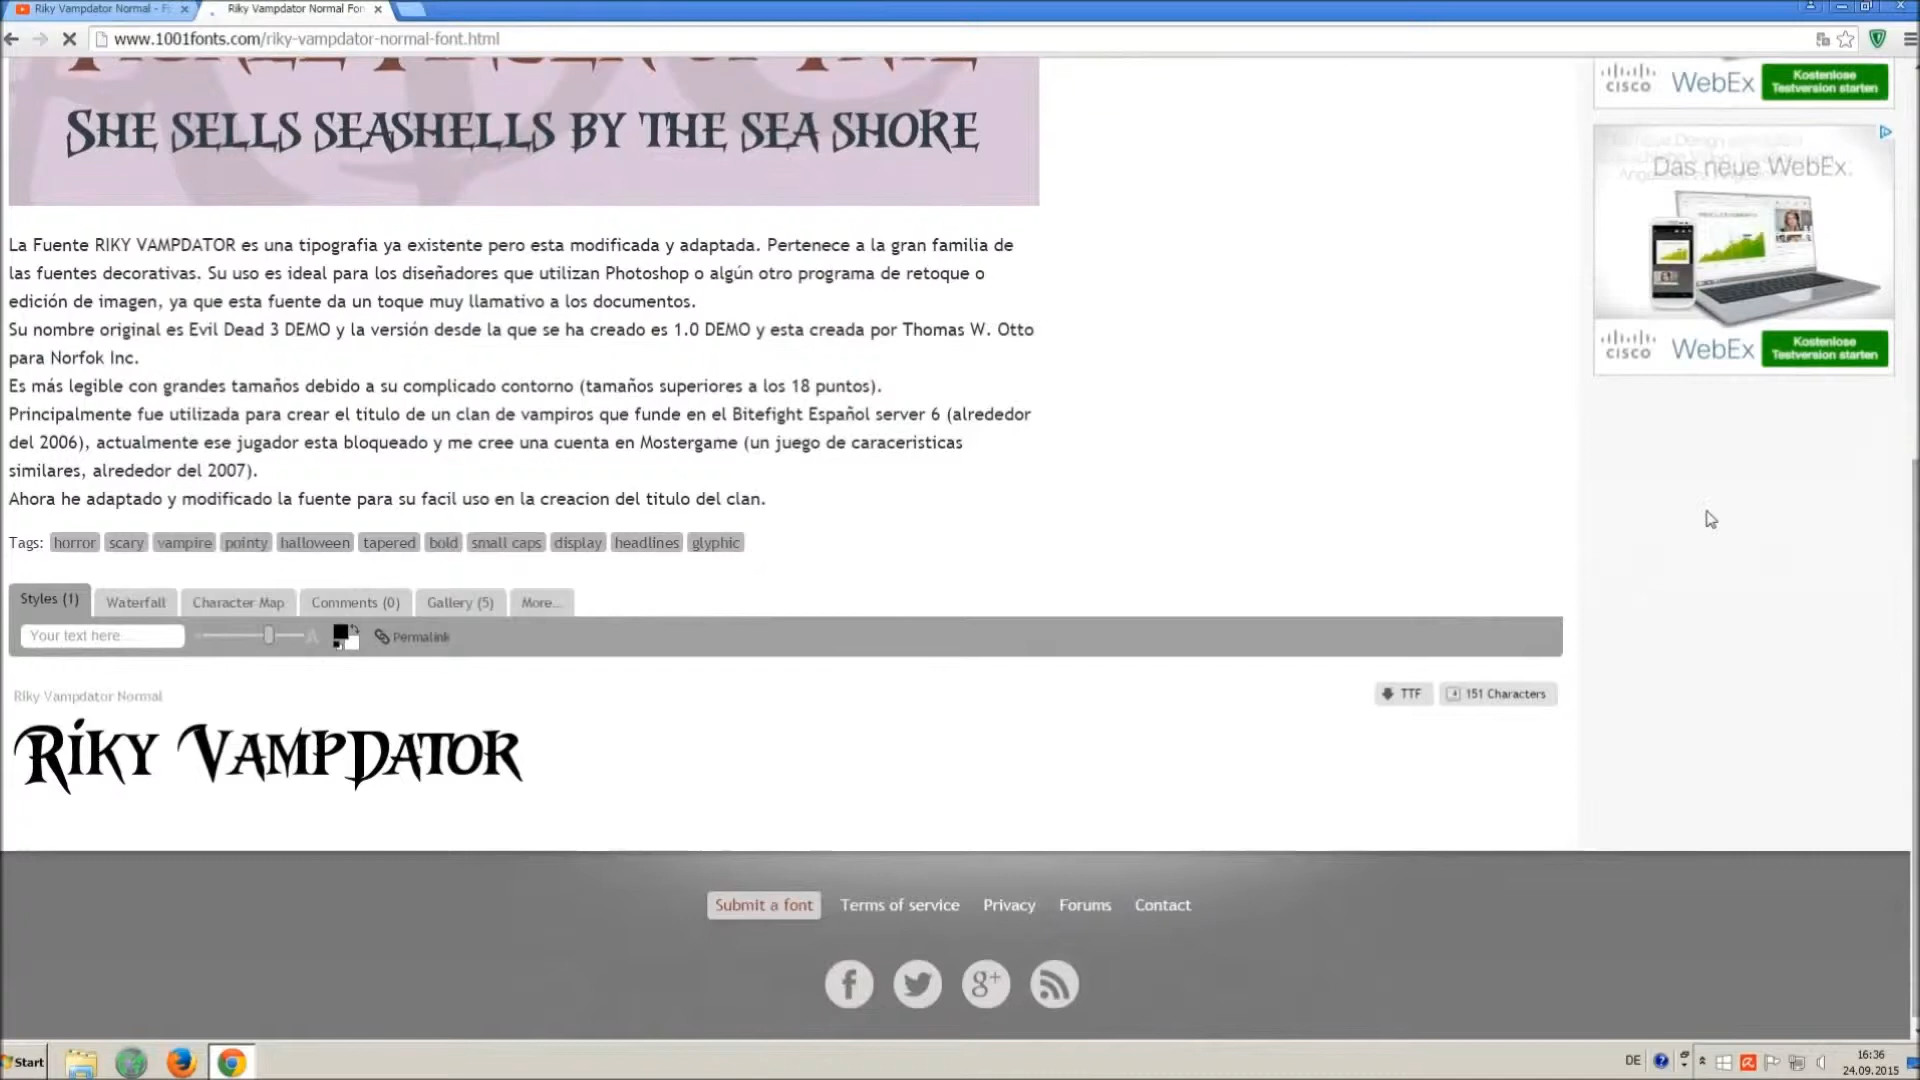 Riky Vampdator Normal - F
Riky Vampdator Normal Fon
www.1001fonts.com/riky-vampdator-normal-font.html
She sells seashells by the sea shore
La Fuente RIKY VAMPDATOR es una tipografia ya existente pero esta modificada y adaptada. Pertenece a la gran familia de
las fuentes decorativas. Su uso es ideal para los diseñadores que utilizan Photoshop o algún otro programa de retoque o
edición de imagen, ya que esta fuente da un toque muy llamativo a los documentos.
Su nombre original es Evil Dead 3 DEMO y la versión desde la que se ha creado es 1.0 DEMO y esta creada por Thomas W. Otto
para Norfok Inc.
Es más legible con grandes tamaños debido a su complicado contorno (tamaños superiores a los 18 puntos).
Principalmente fue utilizada para crear el titulo de un clan de vampiros que funde en el Bitefight Español server 6 (alrededor
del 2006), actualmente ese jugador esta bloqueado y me cree una cuenta en Mostergame (un juego de caraceristicas
similares, alrededor del 2007).
Ahora he adaptado y modificado la fuente para su facil uso en la creacion del titulo del clan.
Tags: horror scary vampire pointy halloween tapered bold small caps display headlines glyphic
Styles (1) Waterfall Character Map Comments (0) Gallery (5) More...
Your text here... A Permalink
Riky Vampdator Normal
TTF 151 Characters
Riky VampDator
cisco WebEx Kostenlose
Testversion starten
Das neue WebEx.
cisco WebEx Kostenlose
Testversion starten
Submit a font Terms of service Privacy Forums Contact
Start
DE
16:36
24.09.2015